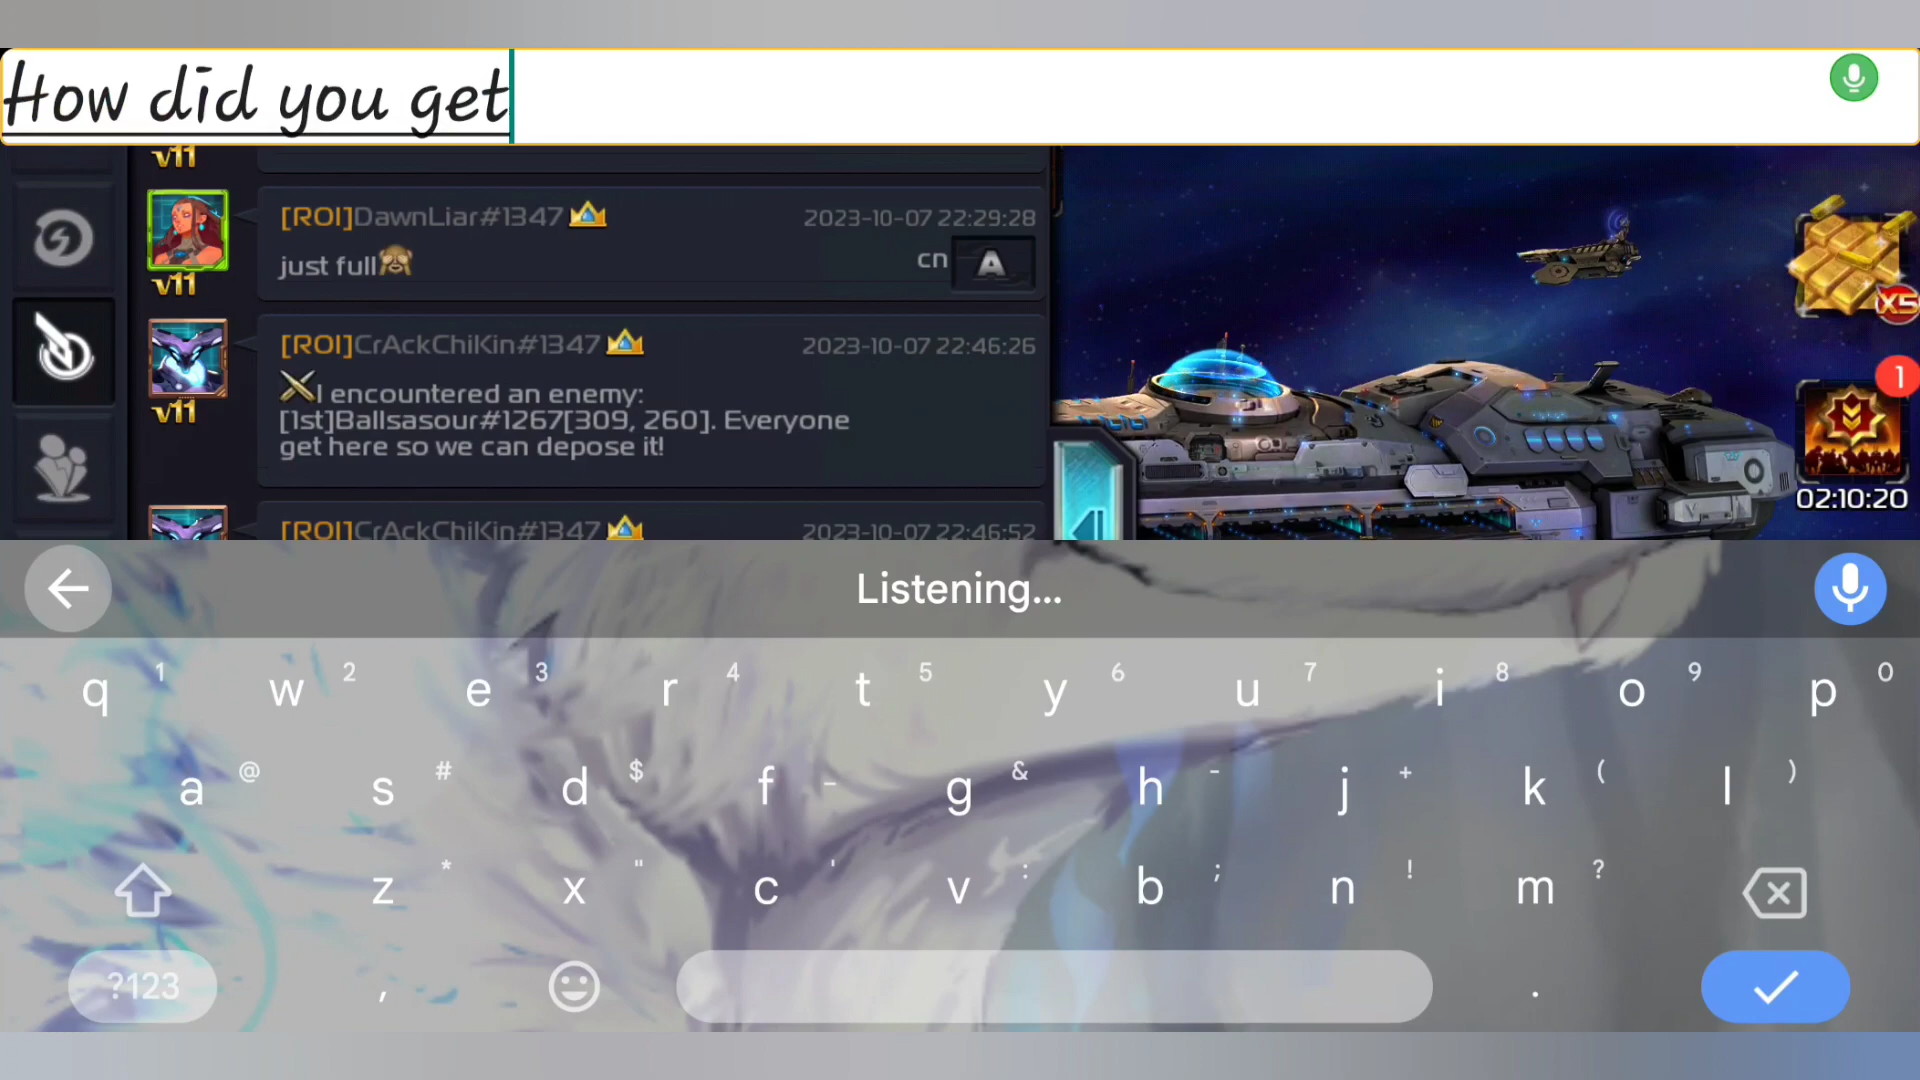 How did you get
v11
[ROI]DawnLiar#1347
2023-10-07 22:29:28
just full
cn A
v11
[ROI]CrAckChiKin#1347
2023-10-07 22:46:26
I encountered an enemy:
[1st]Ballsasour#1267[309, 260]. Everyone
get here so we can depose it!
v11
[ROI]CrAckChiKin#1347
2023-10-07 22:46:52
X5
1
02:10:20
Listening...
q 1 w 2 e 3 r 4 t 5 y 6 u 7 i 8 o 9 p 0
a @ s # d $ f - g & h - j + k ( l )
z * x " c ' v : b ; n ! m ?
?123 , .